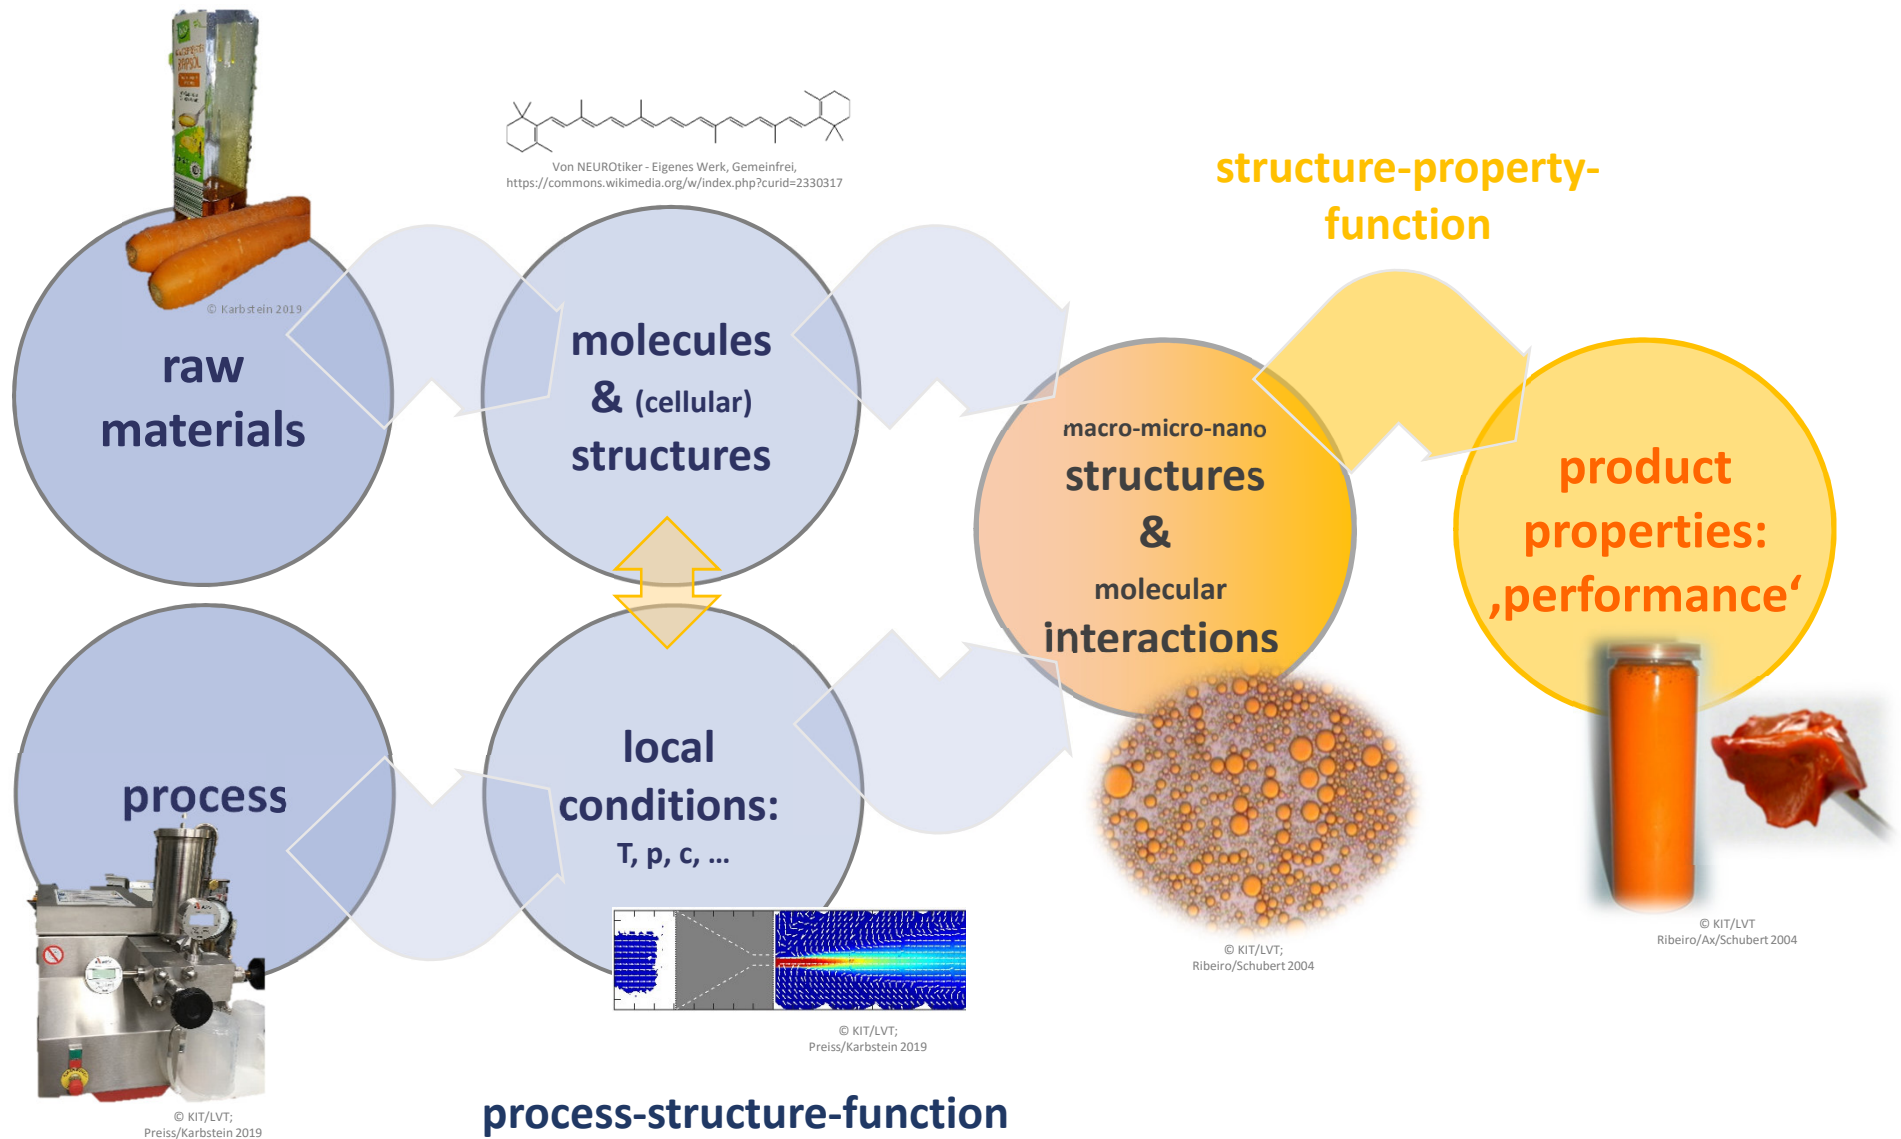 RAPSÖL
Von NEUROtiker - Eigenes Werk, Gemeinfrei,
https://commons.wikimedia.org/w/index.php?curid=2330317
structure-property-
function
© Karbstein 2019
raw
materials
molecules
& (cellular)
structures
macro-micro-nano
structures
&
molecular
interactions
product
properties:
‚performance‘
process
local
conditions:
T, p, c, ...
© KIT/LVT;
Preiss/Karbstein 2019
© KIT/LVT;
Ribeiro/Schubert 2004
© KIT/LVT
Ribeiro/Ax/Schubert 2004
© KIT/LVT;
Preiss/Karbstein 2019
process-structure-function